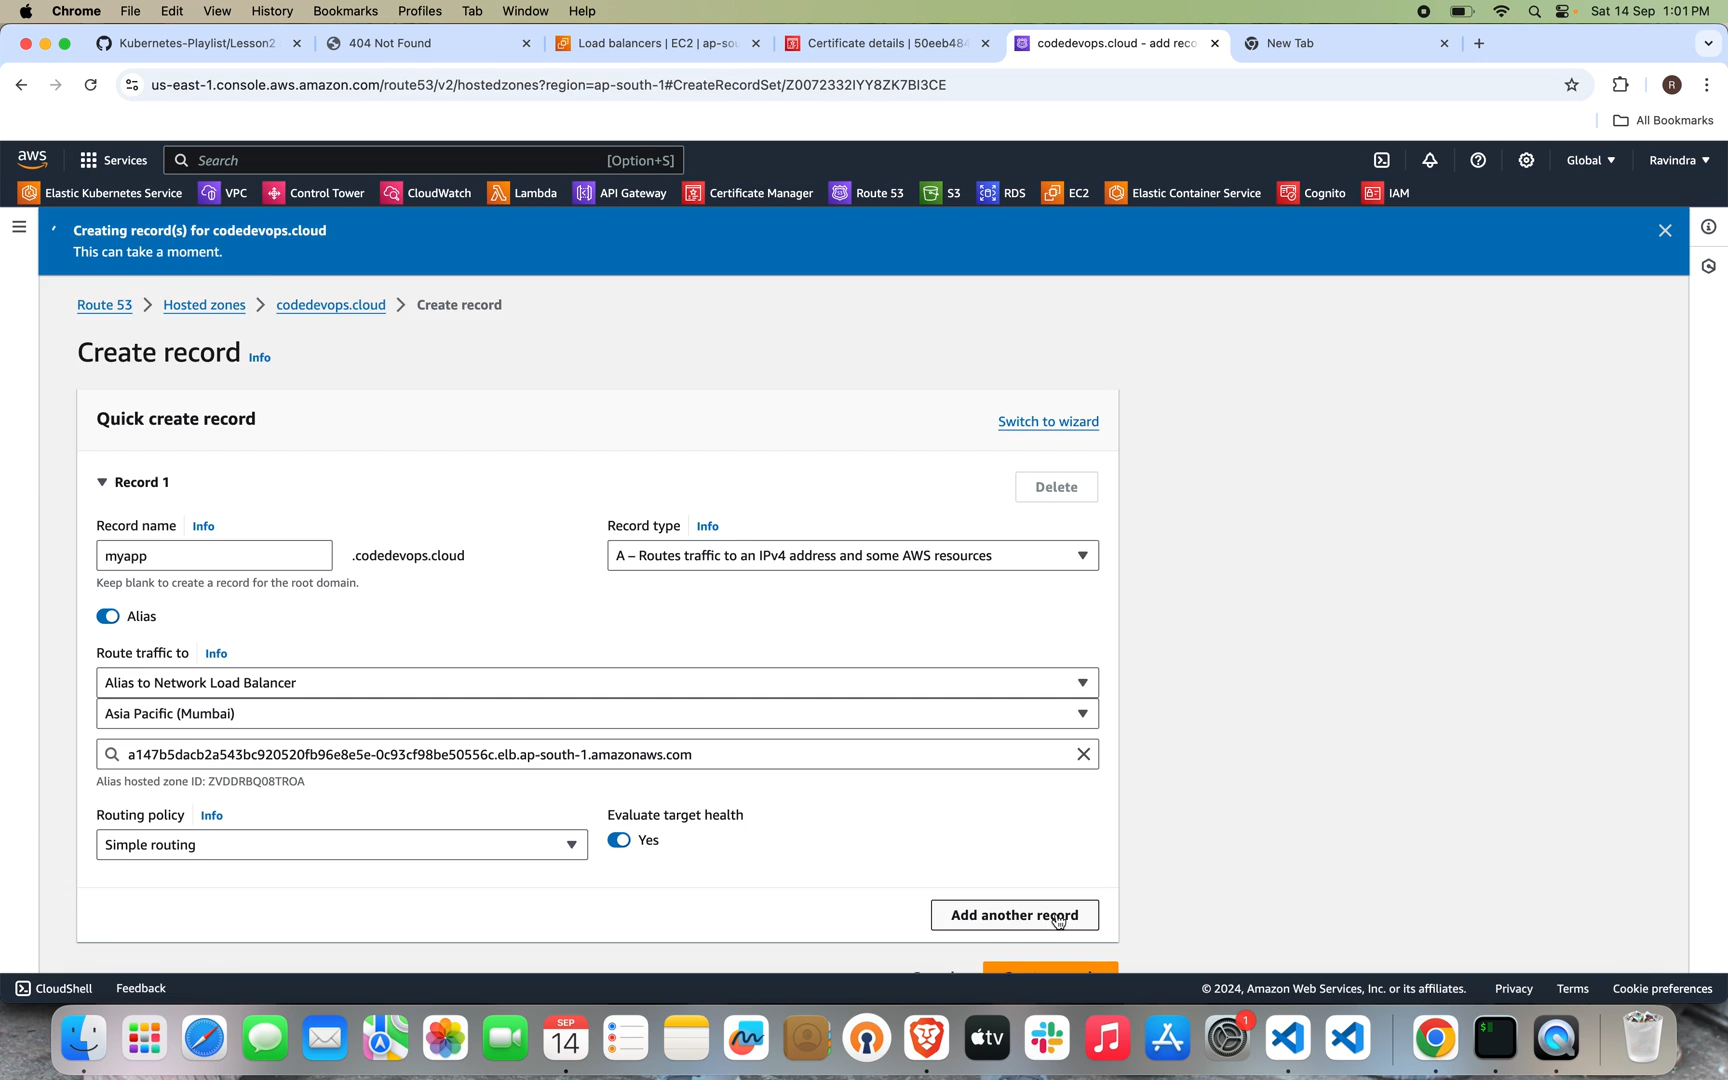 Chrome File Edit View History Bookmarks Profiles Tab Window Help Sat 14 Sep 1:01 PM
Kubernetes-Playlist/Lesson2
404 Not Found
Load balancers | EC2 | ap-sou
Certificate details | 50eeb484
codedevops.cloud - add reco
New Tab
us-east-1.console.aws.amazon.com/route53/v2/hostedzones?region=ap-south-1#CreateRecordSet/Z0072332IYY8ZK7BI3CE
R
All Bookmarks
aws Services Search [Option+S] Global Ravindra
Elastic Kubernetes Service VPC Control Tower CloudWatch Lambda API Gateway Certificate Manager Route 53 S3 RDS EC2 Elastic Container Service Cognito IAM
Creating record(s) for codedevops.cloud
This can take a moment.
Route 53 > Hosted zones > codedevops.cloud > Create record
Create record Info
Quick create record
Switch to wizard
Record 1
Delete
Record name Info
Record type Info
myapp .codedevops.cloud
A – Routes traffic to an IPv4 address and some AWS resources
Keep blank to create a record for the root domain.
Alias
Route traffic to Info
Alias to Network Load Balancer
Asia Pacific (Mumbai)
a147b5dacb2a543bc920520fb96e8e5e-0c93cf98be50556c.elb.ap-south-1.amazonaws.com
Alias hosted zone ID: ZVDDRBQ08TROA
Routing policy Info
Evaluate target health
Simple routing
Yes
Add another record
CloudShell Feedback © 2024, Amazon Web Services, Inc. or its affiliates. Privacy Terms Cookie preferences
SEP
14
tv
1
$